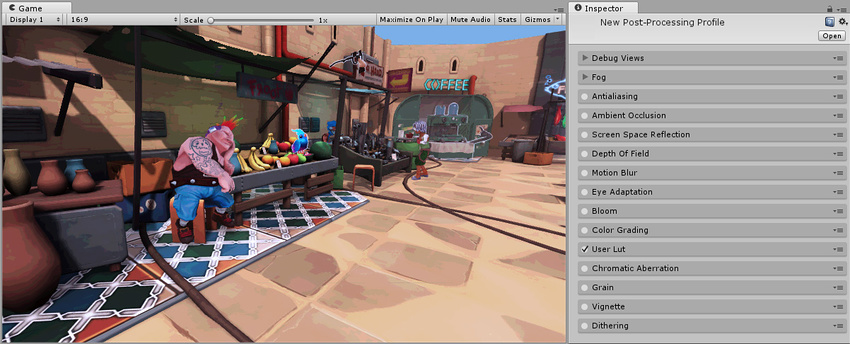 Game
Display 1
16:9
Scale
1x
Maximize On Play
Mute Audio
Stats
Gizmos
COFFEE
Inspector
New Post-Processing Profile
Open
Debug Views
Fog
Antialiasing
Ambient Occlusion
Screen Space Reflection
Depth Of Field
Motion Blur
Eye Adaptation
Bloom
Color Grading
User Lut
Chromatic Aberration
Grain
Vignette
Dithering